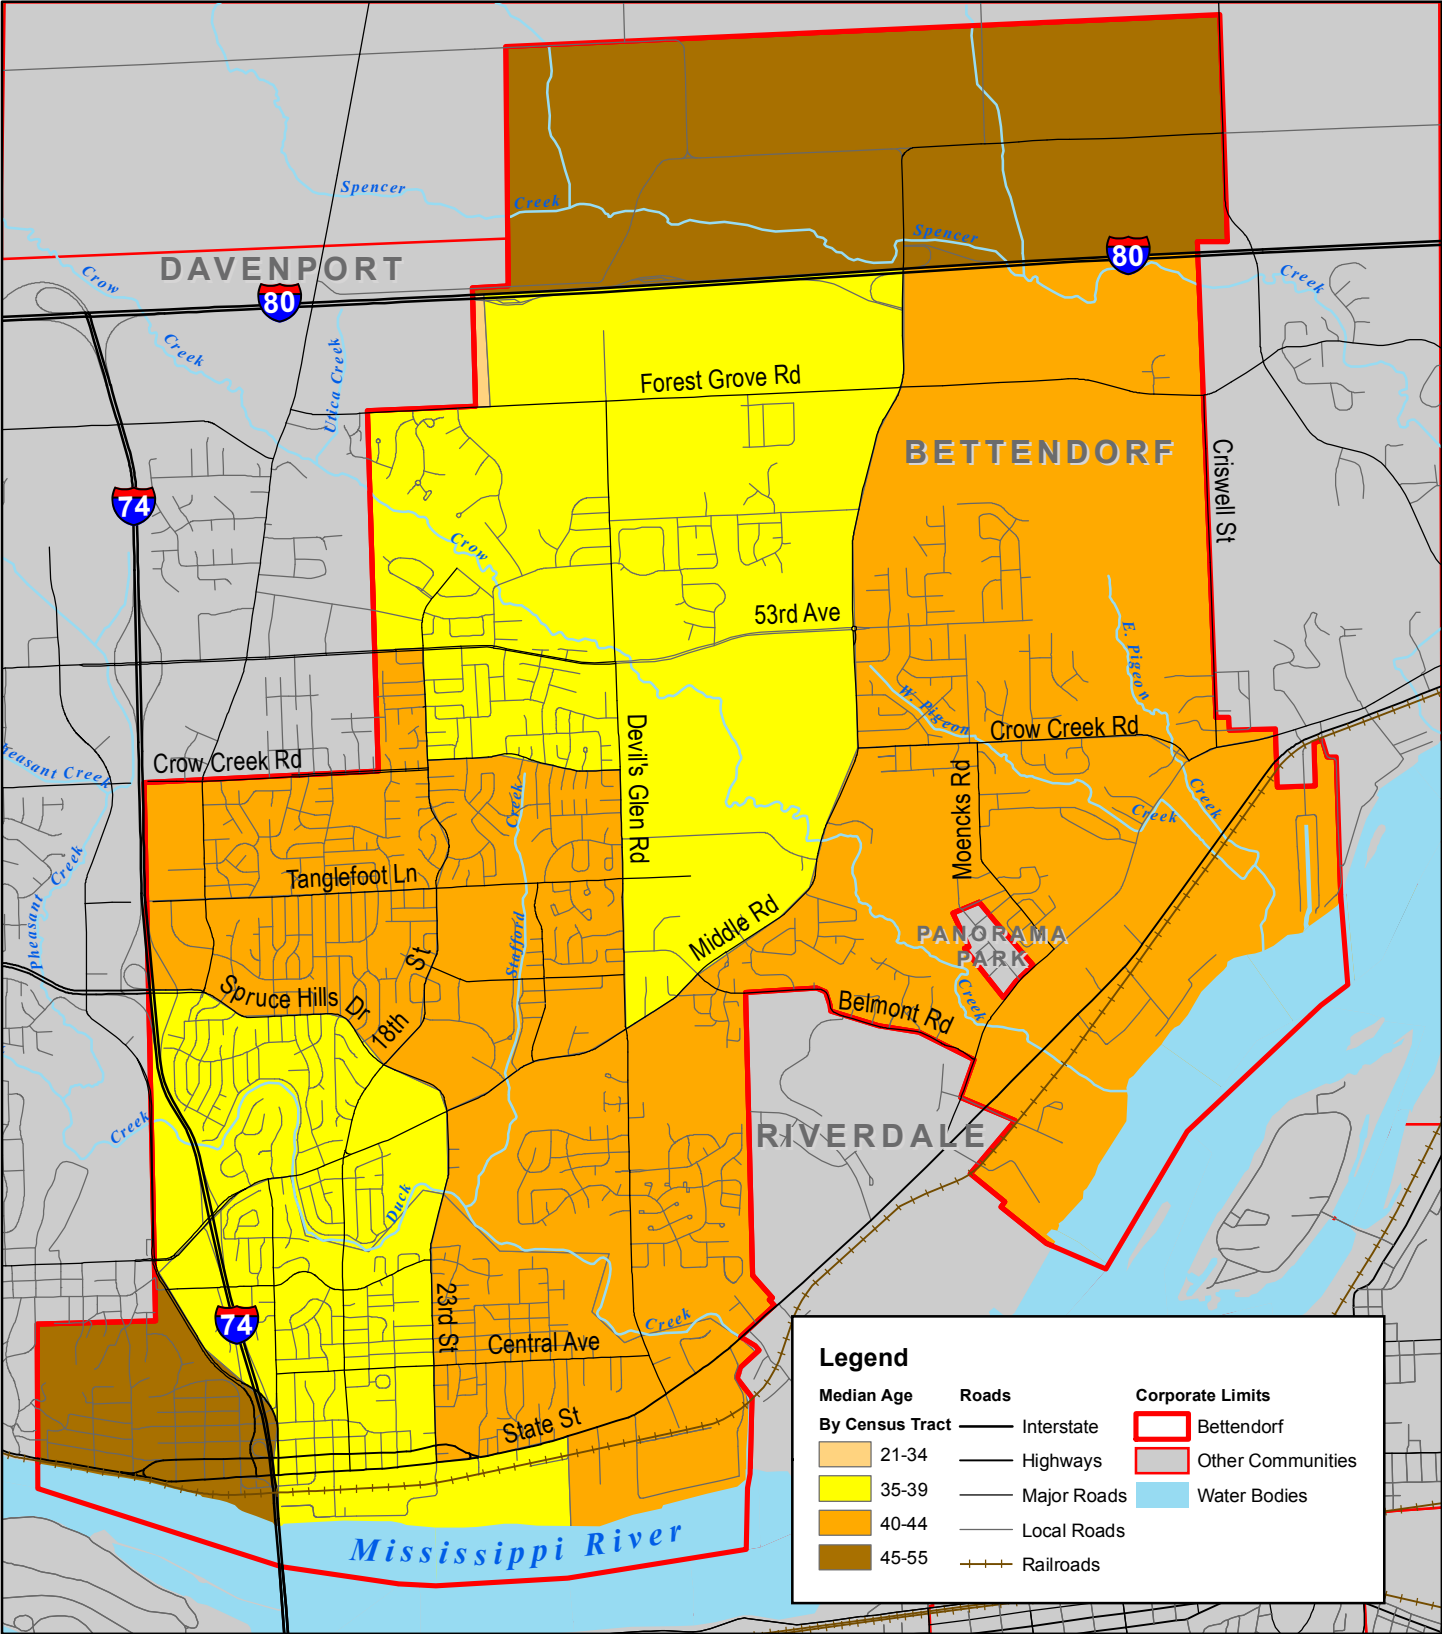 Spencer
Creek
Spencer
80
Creek
DAVENPORT
Crow
80
Creek
Utica Creek
Forest Grove Rd
BETTENDORF
Criswell St
74
Crow
53rd Ave
E. Pigeon
W. Pigeon
Crow Creek Rd
Devil's Glen Rd
Crow Creek Rd
Moencks Rd
Creek
Creek
Creek
easant Creek
Creek
Pheasant
Tanglefoot Ln
Stafford
Middle Rd
PANORAMA
PARK
Creek
Spruce Hills Dr
18th St
Belmont Rd
Creek
RIVERDALE
Duck
74
23rd St
Central Ave
Creek
State St
Mississippi River
Legend
Median Age
By Census Tract
21-34
35-39
40-44
45-55
Roads
Interstate
Highways
Major Roads
Local Roads
Railroads
Corporate Limits
Bettendorf
Other Communities
Water Bodies